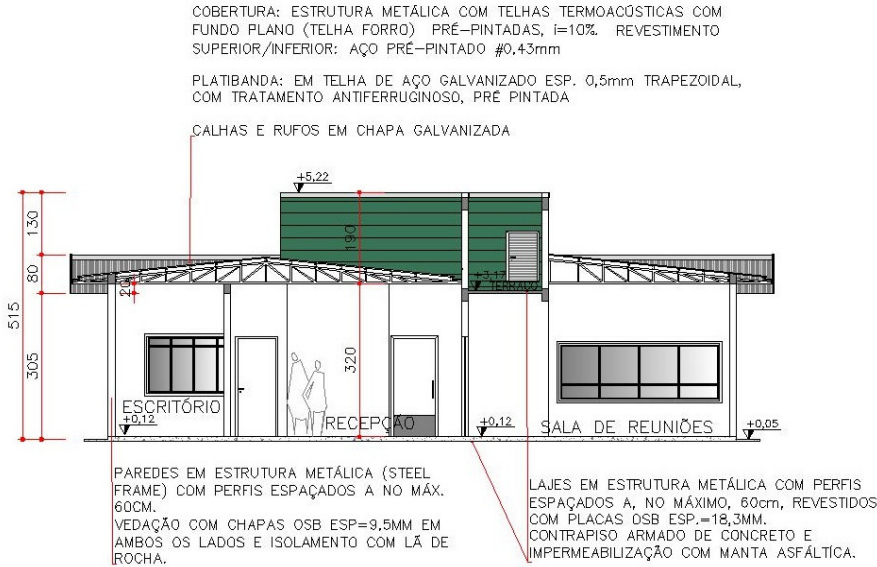 COBERTURA: ESTRUTURA METÁLICA COM TELHAS TERMOACÚSTICAS COM
FUNDO PLANO (TELHA FORRO) PRÉ-PINTADAS, i=10%. REVESTIMENTO
SUPERIOR/INFERIOR: AÇO PRÉ-PINTADO #0,43mm
PLATIBANDA: EM TELHA DE AÇO GALVANIZADO ESP. 0,5mm TRAPEZOIDAL,
COM TRATAMENTO ANTIFERRUGINOSO, PRÉ PINTADA
CALHAS E RUFOS EM CHAPA GALVANIZADA
+5,22
130
190
80
+3,17
TERRAÇO
20
515
305
320
ESCRITÓRIO
RECEPÇÃO
SALA DE REUNIÕES
+0,12
+0,12
+0,05
PAREDES EM ESTRUTURA METÁLICA (STEEL
FRAME) COM PERFIS ESPAÇADOS A NO MÁX.
60CM.
VEDAÇÃO COM CHAPAS OSB ESP=9,5MM EM
AMBOS OS LADOS E ISOLAMENTO COM LÃ DE
ROCHA.
LAJES EM ESTRUTURA METÁLICA COM PERFIS
ESPAÇADOS A, NO MÁXIMO, 60cm, REVESTIDOS
COM PLACAS OSB ESP.=18,3MM.
CONTRAPISO ARMADO DE CONCRETO E
IMPERMEABILIZAÇÃO COM MANTA ASFÁLTICA.